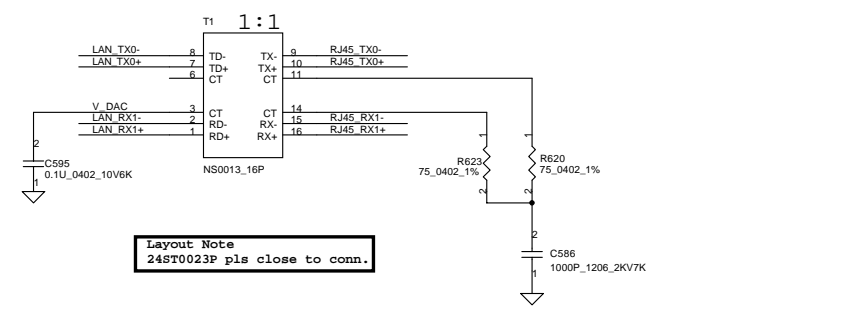 T1 1:1
LAN_TX0- 8 TD- TX- 9 RJ45_TX0-
LAN_TX0+ 7 TD+ TX+ 10 RJ45_TX0+
6 CT CT 11
V_DAC 3 CT CT 14
LAN_RX1- 2 RD- RX- 15 RJ45_RX1-
LAN_RX1+ 1 RD+ RX+ 16 RJ45_RX1+
NS0013_16P
2
C595
0.1U_0402_10V6K
1
1 1
R623
75_0402_1%
R620
75_0402_1%
2 2
Layout Note
24ST0023P pls close to conn.
2
C586
1000P_1206_2KV7K
1